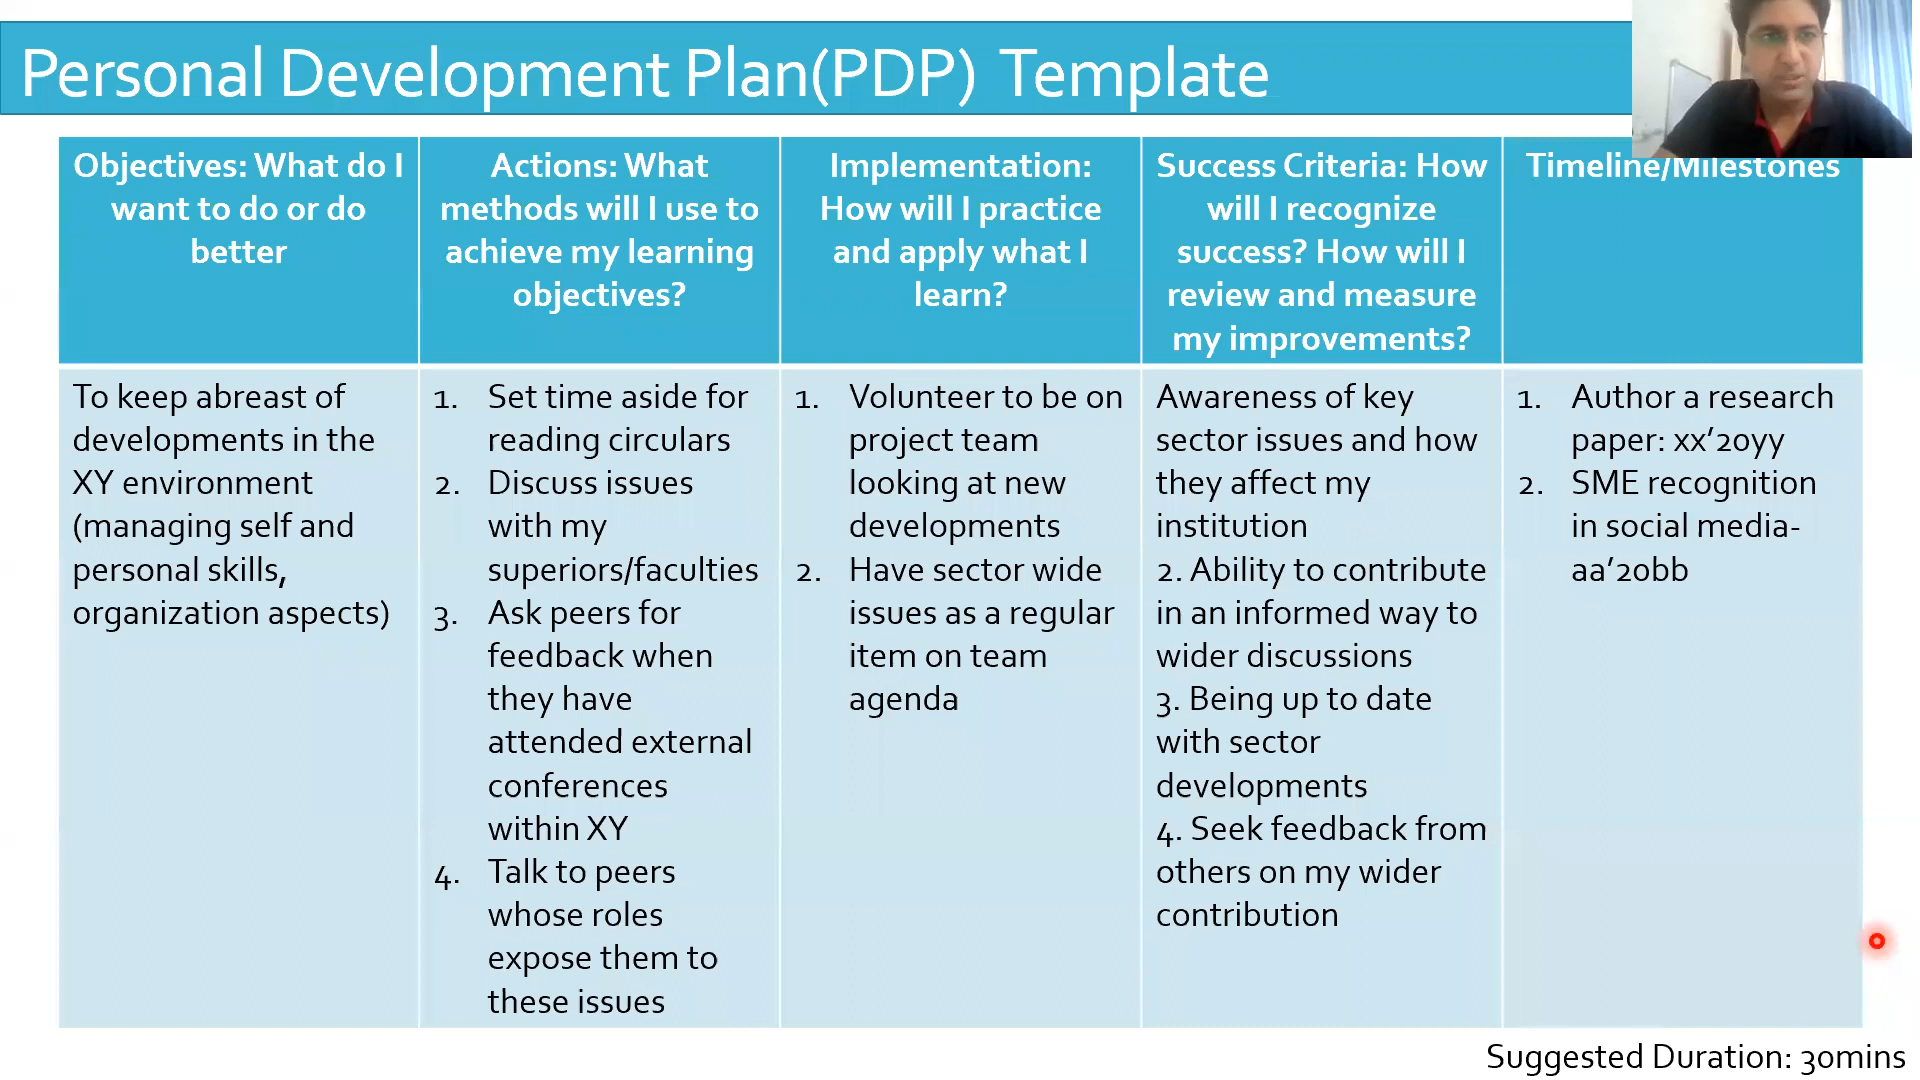 Personal Development Plan(PDP) Template
Objectives: What do I
want to do or do
better
Actions: What
methods will I use to
achieve my learning
objectives?
Implementation:
How will I practice
and apply what I
learn?
Success Criteria: How
will I recognize
success? How will I
review and measure
my improvements?
Timeline/Milestones
To keep abreast of
developments in the
XY environment
(managing self and
personal skills,
organization aspects)
1. Set time aside for
reading circulars
2. Discuss issues
with my
superiors/faculties
3. Ask peers for
feedback when
they have
attended external
conferences
within XY
4. Talk to peers
whose roles
expose them to
these issues
1. Volunteer to be on
project team
looking at new
developments
2. Have sector wide
issues as a regular
item on team
agenda
Awareness of key
sector issues and how
they affect my
institution
2. Ability to contribute
in an informed way to
wider discussions
3. Being up to date
with sector
developments
4. Seek feedback from
others on my wider
contribution
1. Author a research
paper: xx’20yy
2. SME recognition
in social media-
aa’20bb
Suggested Duration: 30mins